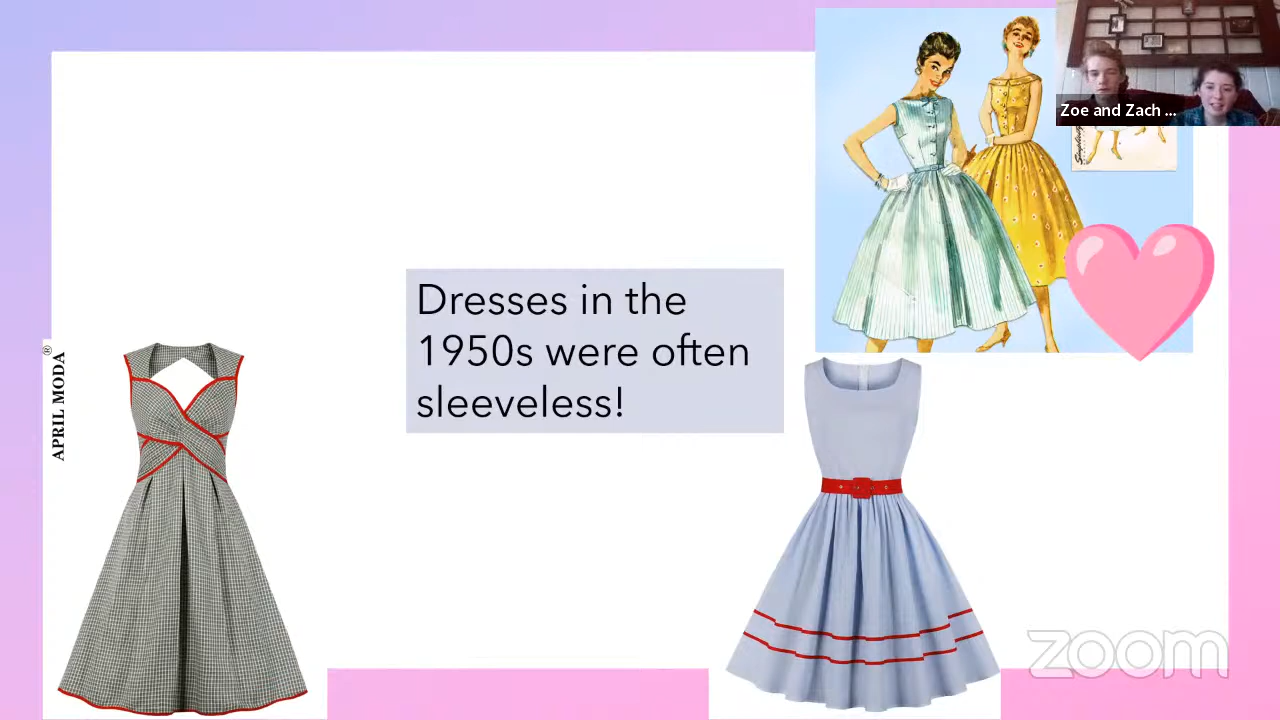 Zoe and Zach ...
Dresses in the
1950s were often
sleeveless!
APRIL MODA®
zoom